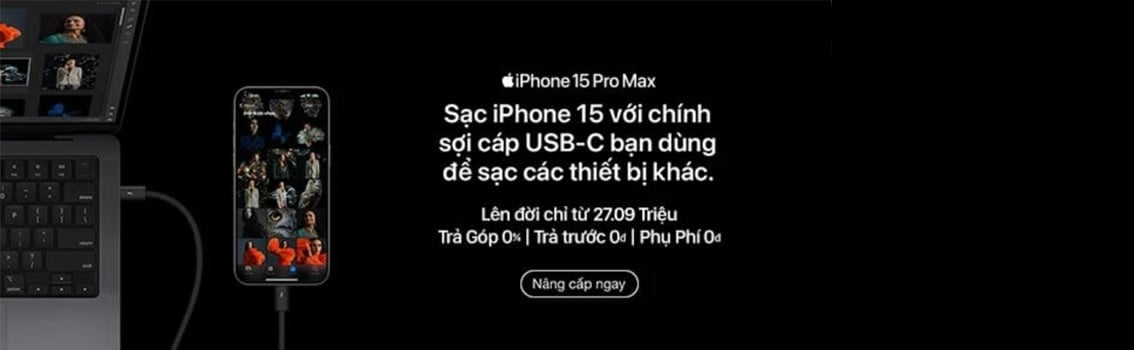 iPhone 15 Pro Max
Sạc iPhone 15 với chính
sợi cáp USB-C bạn dùng
để sạc các thiết bị khác.
Lên đời chỉ từ 27.09 Triệu
Trả Góp 0% | Trả trước 0đ | Phụ Phí 0đ
Nâng cấp ngay